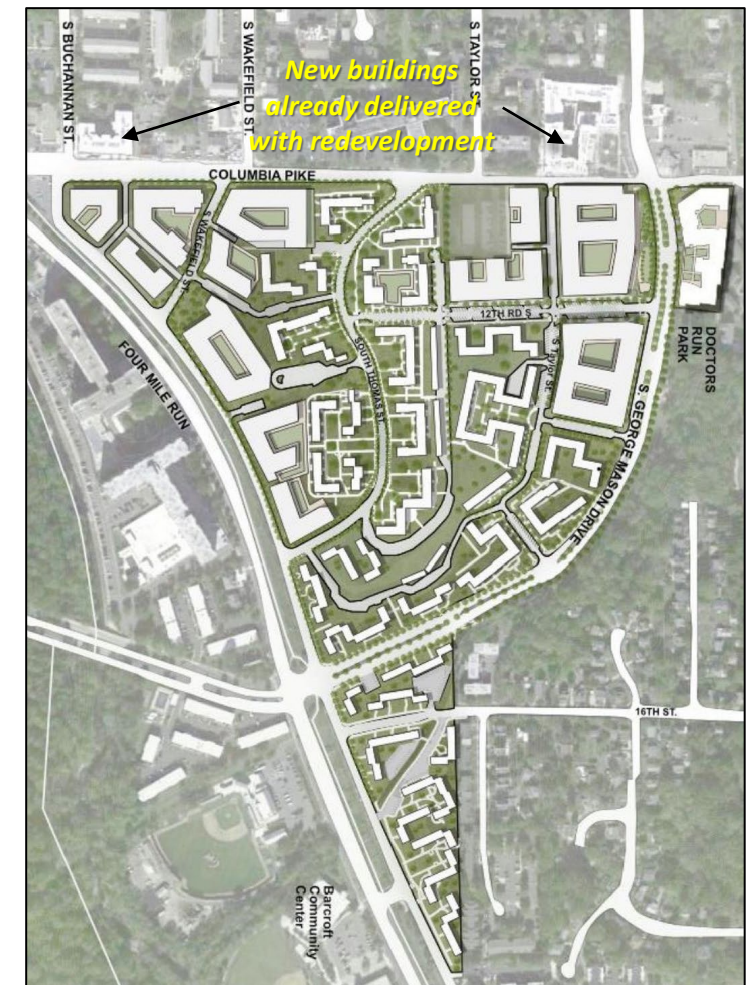 S BUCHANNAN ST.
S WAKEFIELD ST.
S TAYLOR ST.
New buildings
already delivered
with redevelopment
COLUMBIA PIKE
S WAKEFIELD ST.
12TH RD S
S Taylor St.
SOUTH THOMAS ST.
FOUR MILE RUN
DOCTORS
RUN
PARK
S. GEORGE MASON DRIVE
16TH ST.
Barcroft
Community
Center